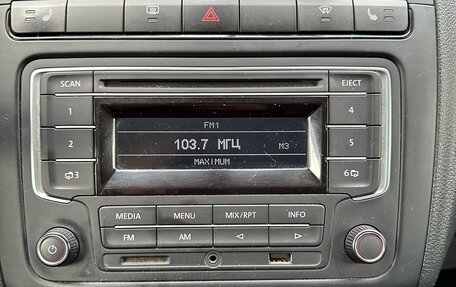 SCAN
EJECT
1
4
2
5
3
6
FM1
103.7 МГЦ
M3
MAXIMUM
MEDIA
MENU
MIX/RPT
INFO
FM
AM